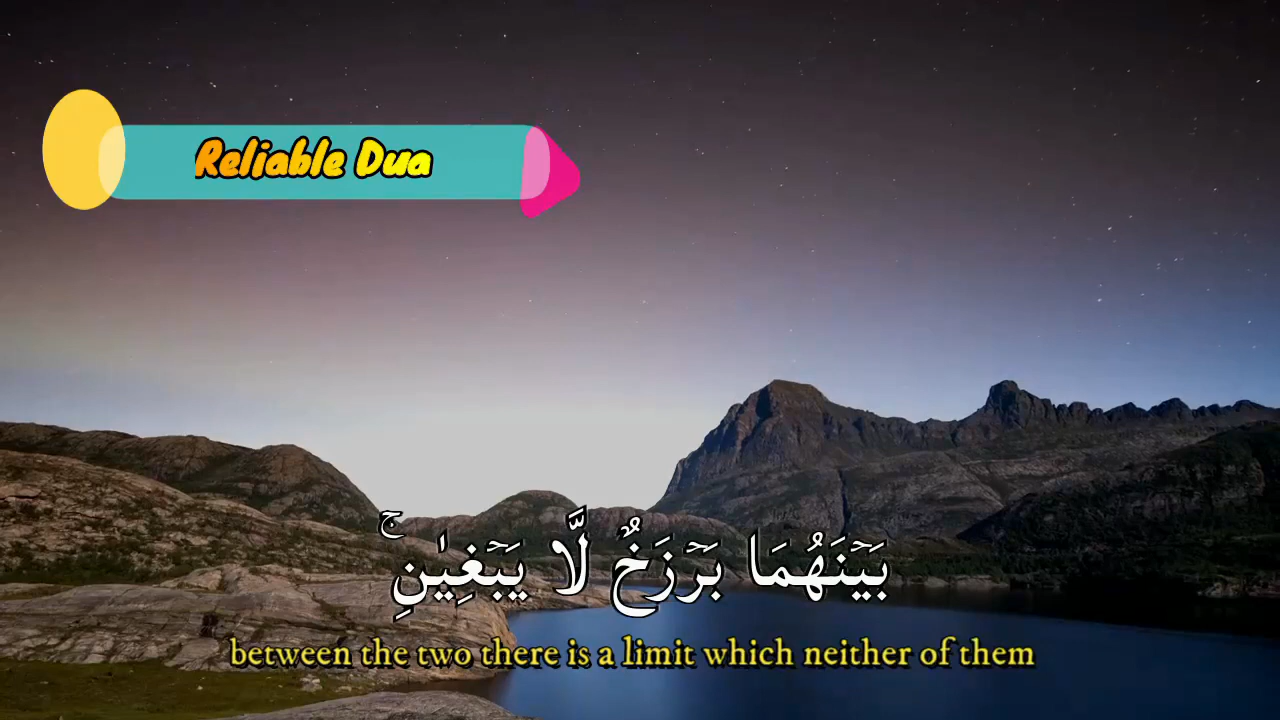 Reliable Dua
بَيْنَهُمَا بَرْزَخٌ لَّا يَبْغِيٰنِۚ
between the two there is a limit which neither of them